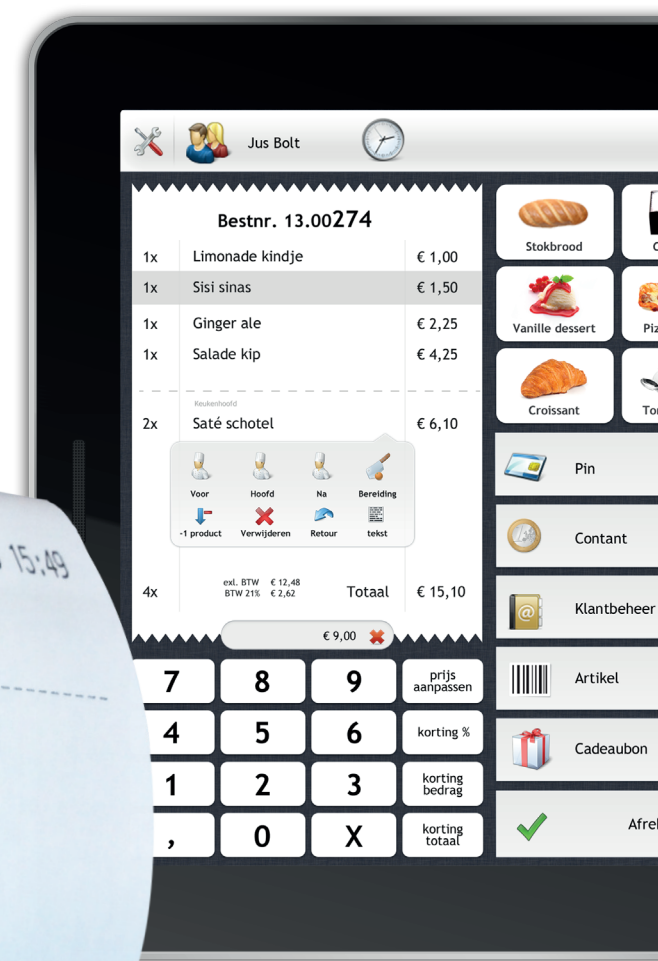 Jus Bolt
Bestnr. 13.00274
1x Limonade kindje € 1,00
1x Sisi sinas € 1,50
1x Ginger ale € 2,25
1x Salade kip € 4,25
Keukenhoofd
2x Saté schotel € 6,10
Voor Hoofd Na Bereiding
-1 product Verwijderen Retour tekst
4x exl. BTW € 12,48 Totaal € 15,10
BTW 21% € 2,62
€ 9,00
7 8 9 prijs aanpassen
4 5 6 korting %
1 2 3 korting bedrag
, 0 X korting totaal
Stokbrood
Vanille dessert
Croissant
Pin
Contant
Klantbeheer
Artikel
Cadeaubon
15:49